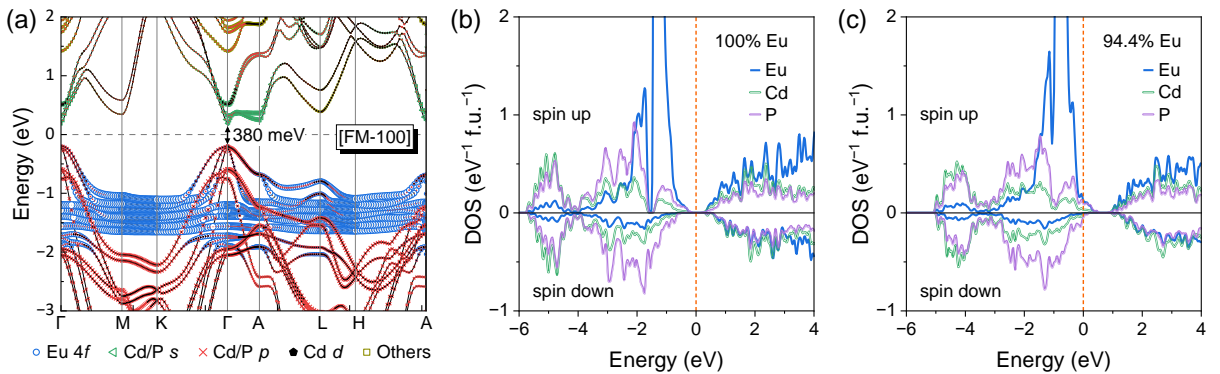 (a)
2
1
0
−1
−2
−3
Energy (eV)
380 meV
[FM-100]
Γ M K Γ A L H A
Eu 4f Cd/P s Cd/P p Cd d Others
(b)
2
1
0
−1
DOS (eV⁻¹ f.u.⁻¹)
100% Eu
Eu
Cd
P
spin up
spin down
−6 −4 −2 0 2 4
Energy (eV)
(c)
2
1
0
−1
DOS (eV⁻¹ f.u.⁻¹)
94.4% Eu
Eu
Cd
P
spin up
spin down
−6 −4 −2 0 2 4
Energy (eV)